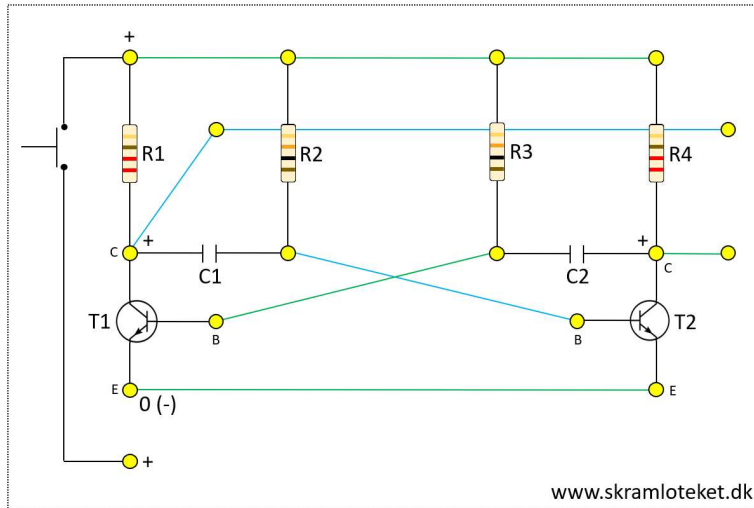 +
R1
R2
R3
R4
C
+
C1
C2
+
C
T1
B
B
T2
E
0 (-)
E
+
www.skramloteket.dk